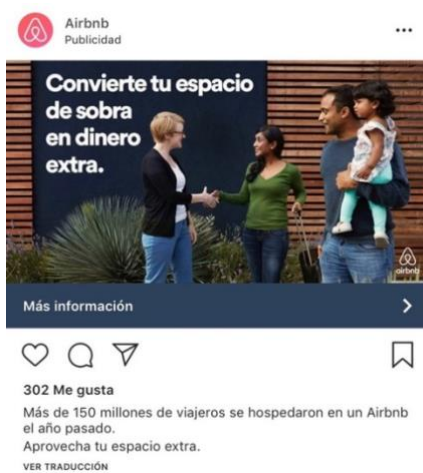 Airbnb
Publicidad
Convierte tu espacio
de sobra
en dinero
extra.
airbnb
Más información
302 Me gusta
Más de 150 millones de viajeros se hospedaron en un Airbnb
el año pasado.
Aprovecha tu espacio extra.
VER TRADUCCIÓN